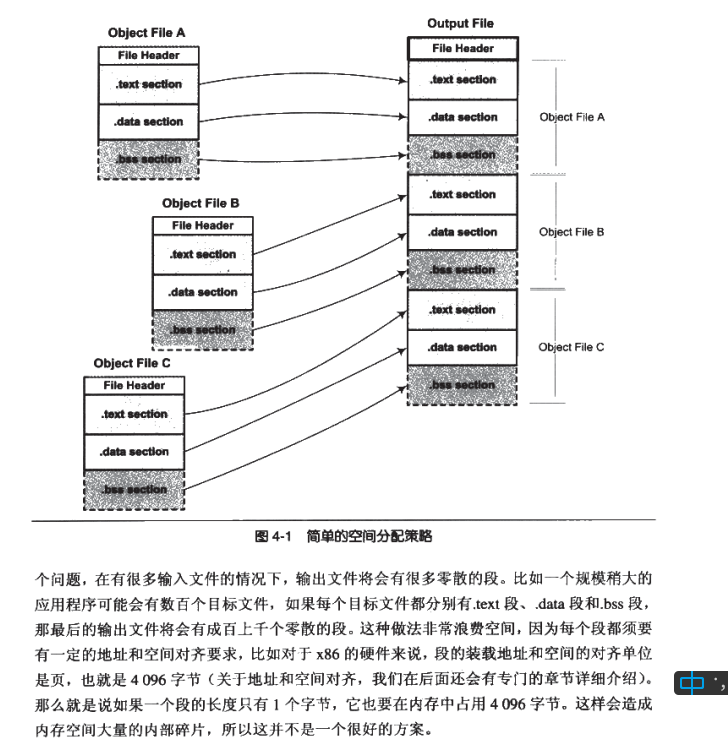 Object File A
File Header
.text section
.data section
.bss section
Object File B
File Header
.text section
.data section
.bss section
Object File C
File Header
.text section
.data section
.bss section
Output File
File Header
.text section
.data section
.bss section
.text section
.data section
.bss section
.text section
.data section
.bss section
Object File A
Object File B
Object File C
图 4-1 简单的空间分配策略
个问题，在有很多输入文件的情况下，输出文件将会有很多零散的段。比如一个规模稍大的
应用程序可能会有数百个目标文件，如果每个目标文件都分别有.text 段、.data 段和.bss 段，
那最后的输出文件将会有成百上千个零散的段。这种做法非常浪费空间，因为每个段都须要
有一定的地址和空间对齐要求，比如对于 x86 的硬件来说，段的装载地址和空间的对齐单位
是页，也就是 4 096 字节（关于地址和空间对齐，我们在后面还会有专门的章节详细介绍）。
那么就是说如果一个段的长度只有 1 个字节，它也要在内存中占用 4 096 字节。这样会造成
内存空间大量的内部碎片，所以这并不是一个很好的方案。
中 °,